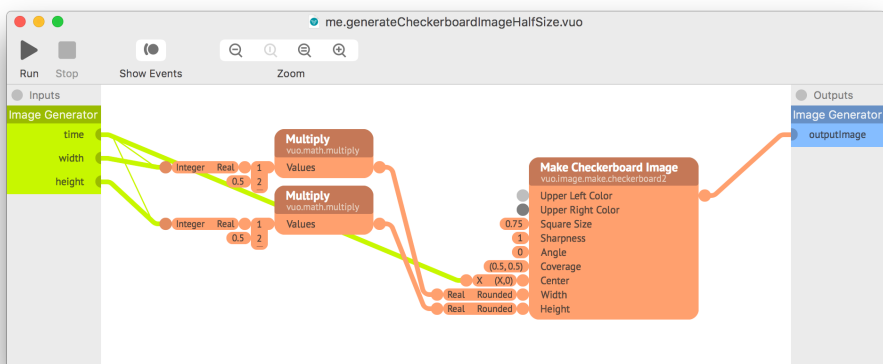 me.generateCheckerboardImageHalfSize.vuo
Run
Stop
Show Events
Zoom
Inputs
Image Generator
time
width
height
Multiply
vuo.math.multiply
Integer Real 1 Values
0.5 2
Multiply
vuo.math.multiply
Integer Real 1 Values
0.5 2
Make Checkerboard Image
vuo.image.make.checkerboard2
Upper Left Color
Upper Right Color
0.75 Square Size
1 Sharpness
0 Angle
(0.5, 0.5) Coverage
X (X,0) Center
Real Rounded Width
Real Rounded Height
Outputs
Image Generator
outputImage